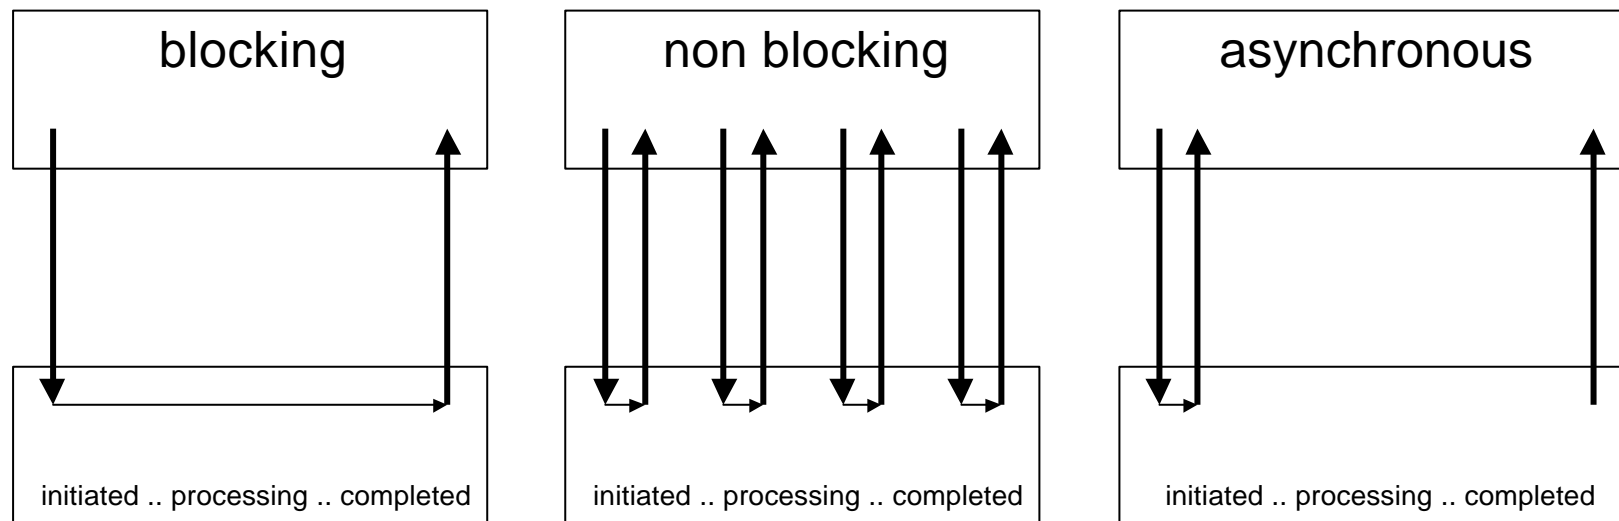 blocking
non blocking
asynchronous
initiated .. processing .. completed
initiated .. processing .. completed
initiated .. processing .. completed